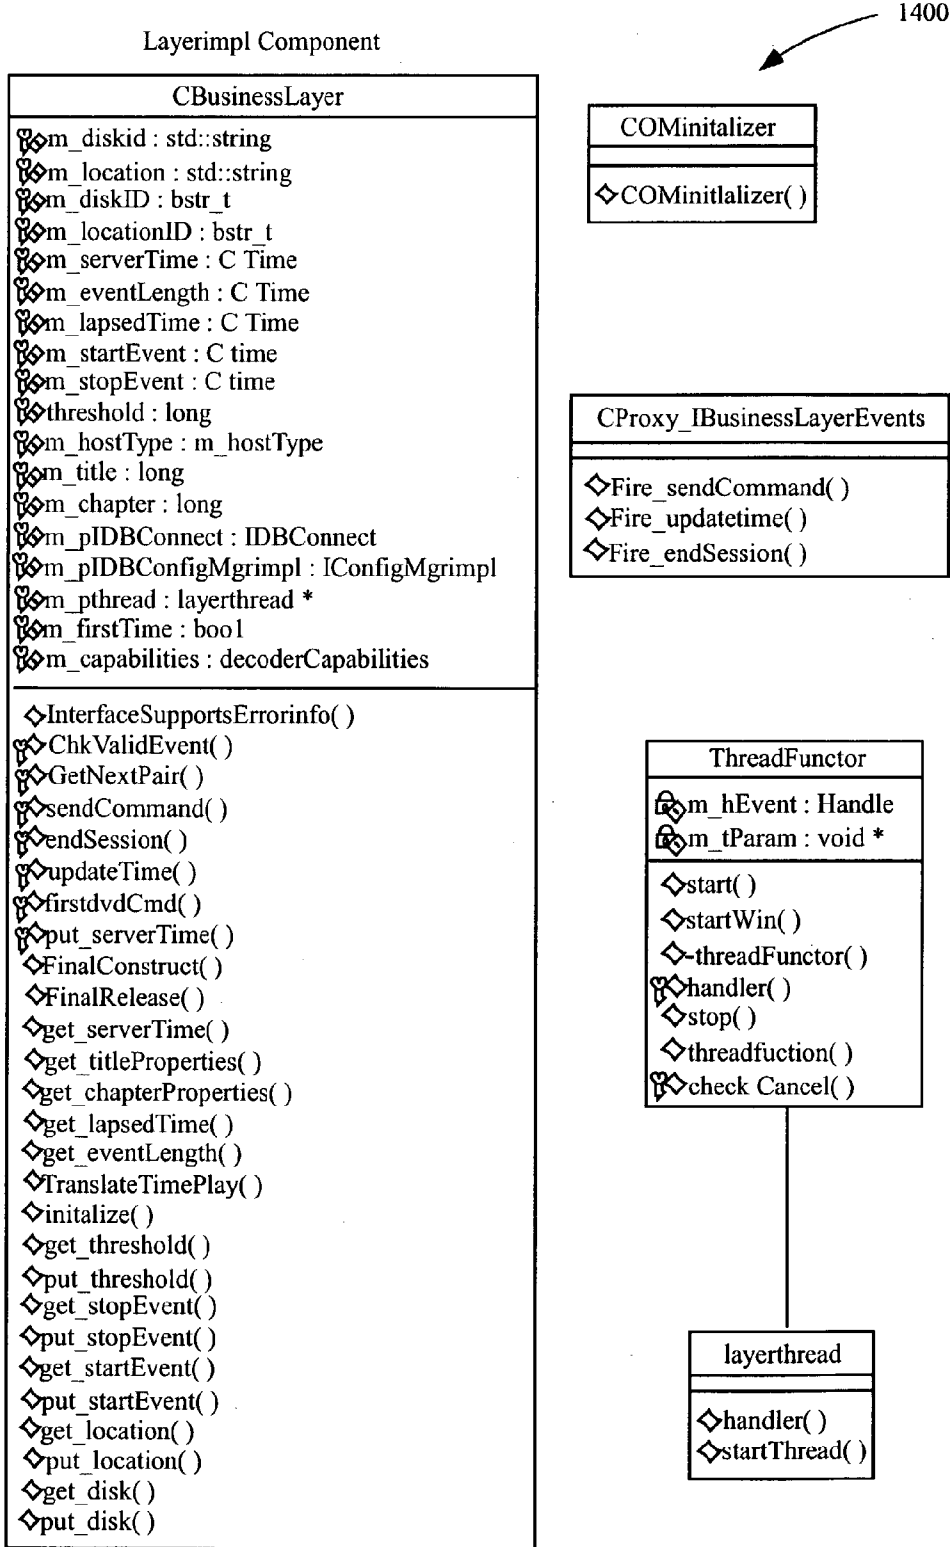 1400
Layerimpl Component
CBusinessLayer
m_diskid : std::string
m_location : std::string
m_diskID : bstr_t
m_locationID : bstr_t
m_serverTime : C Time
m_eventLength : C Time
m_lapsedTime : C Time
m_startEvent : C time
m_stopEvent : C time
threshold : long
m_hostType : m_hostType
m_title : long
m_chapter : long
m_pIDBConnect : IDBConnect
m_pIDBConfigMgrimpl : IConfigMgrimpl
m_pthread : layerthread *
m_firstTime : bool
m_capabilities : decoderCapabilities
InterfaceSupportsErrorinfo( )
ChkValidEvent( )
GetNextPair( )
sendCommand( )
endSession( )
updateTime( )
firstdvdCmd( )
put_serverTime( )
FinalConstruct( )
FinalRelease( )
get_serverTime( )
get_titleProperties( )
get_chapterProperties( )
get_lapsedTime( )
get_eventLength( )
TranslateTimePlay( )
initalize( )
get_threshold( )
put_threshold( )
get_stopEvent( )
put_stopEvent( )
get_startEvent( )
put_startEvent( )
get_location( )
put_location( )
get_disk( )
put_disk( )
COMinitalizer
COMinitlalizer( )
CProxy_IBusinessLayerEvents
Fire_sendCommand( )
Fire_updatetime( )
Fire_endSession( )
ThreadFunctor
m_hEvent : Handle
m_tParam : void *
start( )
startWin( )
-threadFunctor( )
handler( )
stop( )
threadfuction( )
check Cancel( )
layerthread
handler( )
startThread( )